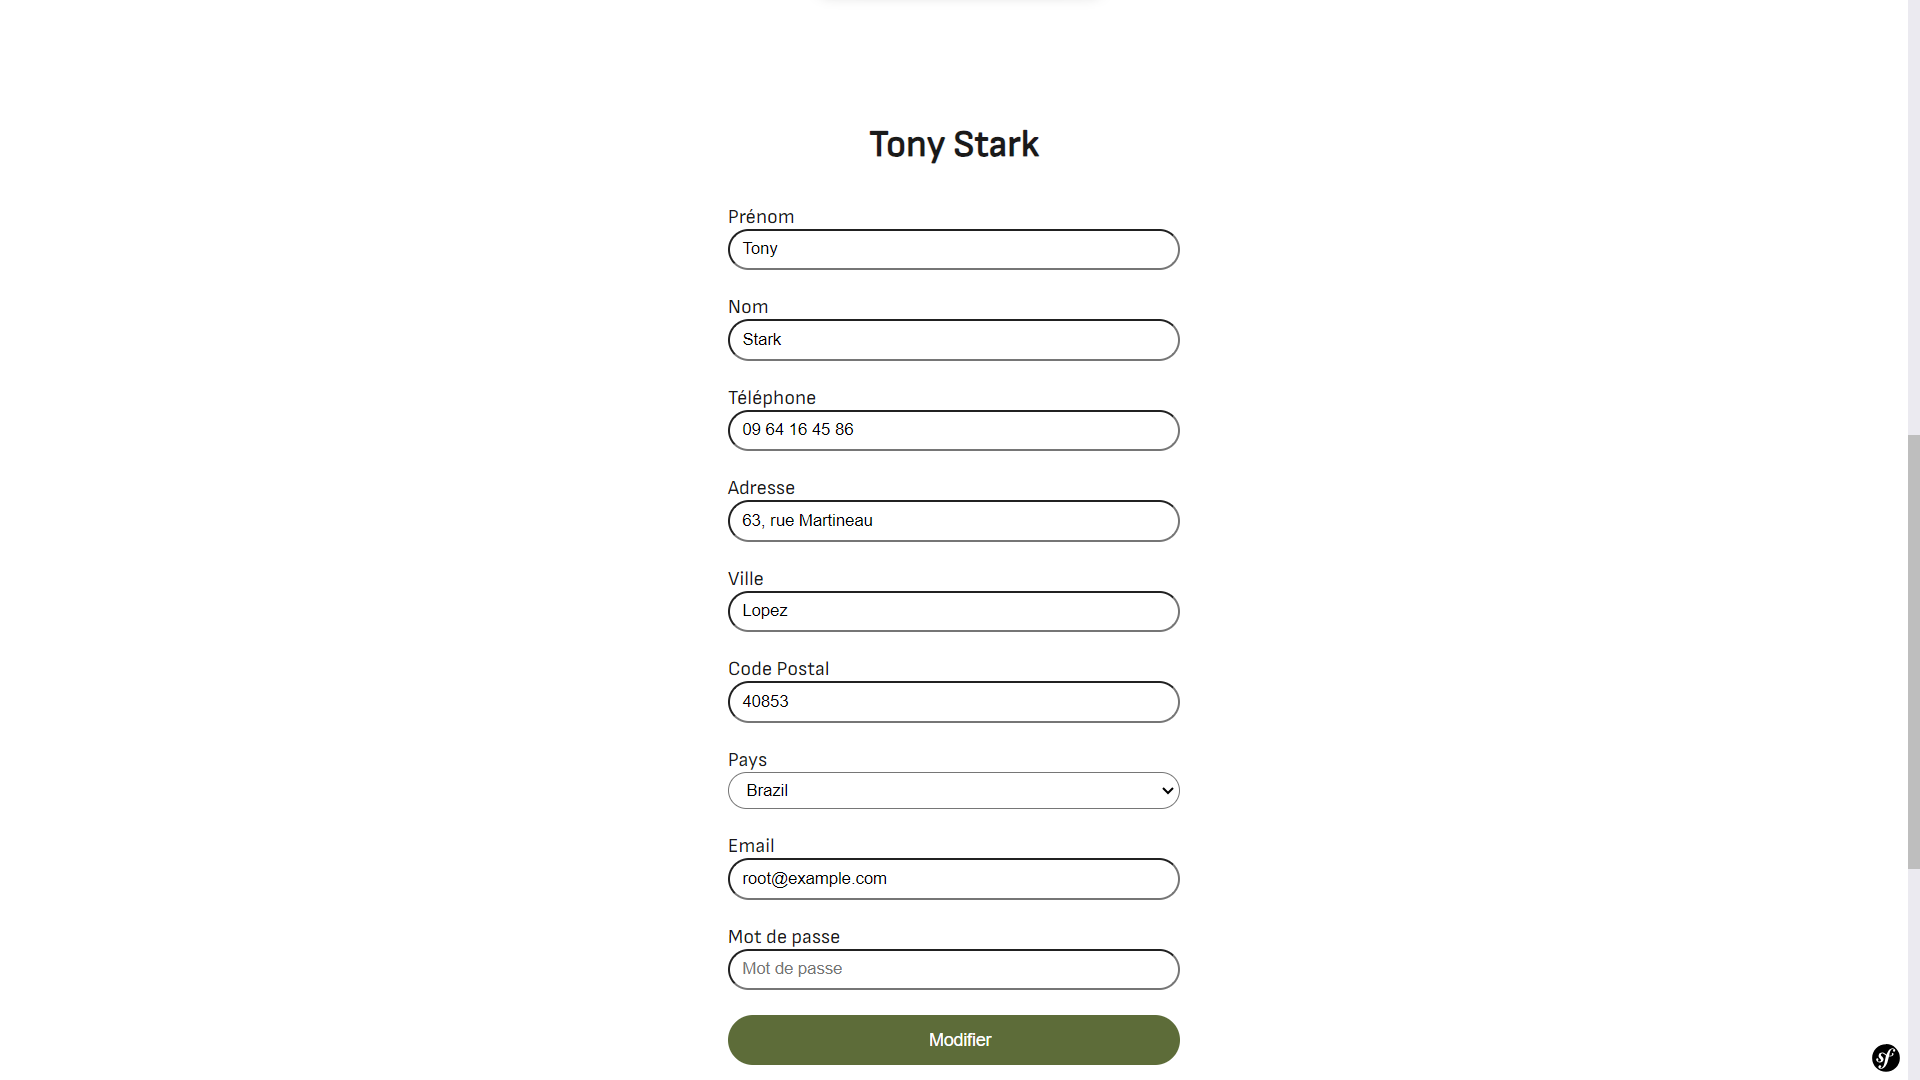 Tony Stark
Prénom
Tony
Nom
Stark
Téléphone
09 64 16 45 86
Adresse
63, rue Martineau
Ville
Lopez
Code Postal
40853
Pays
Brazil
Email
root@example.com
Mot de passe
Mot de passe
Modifier
sf